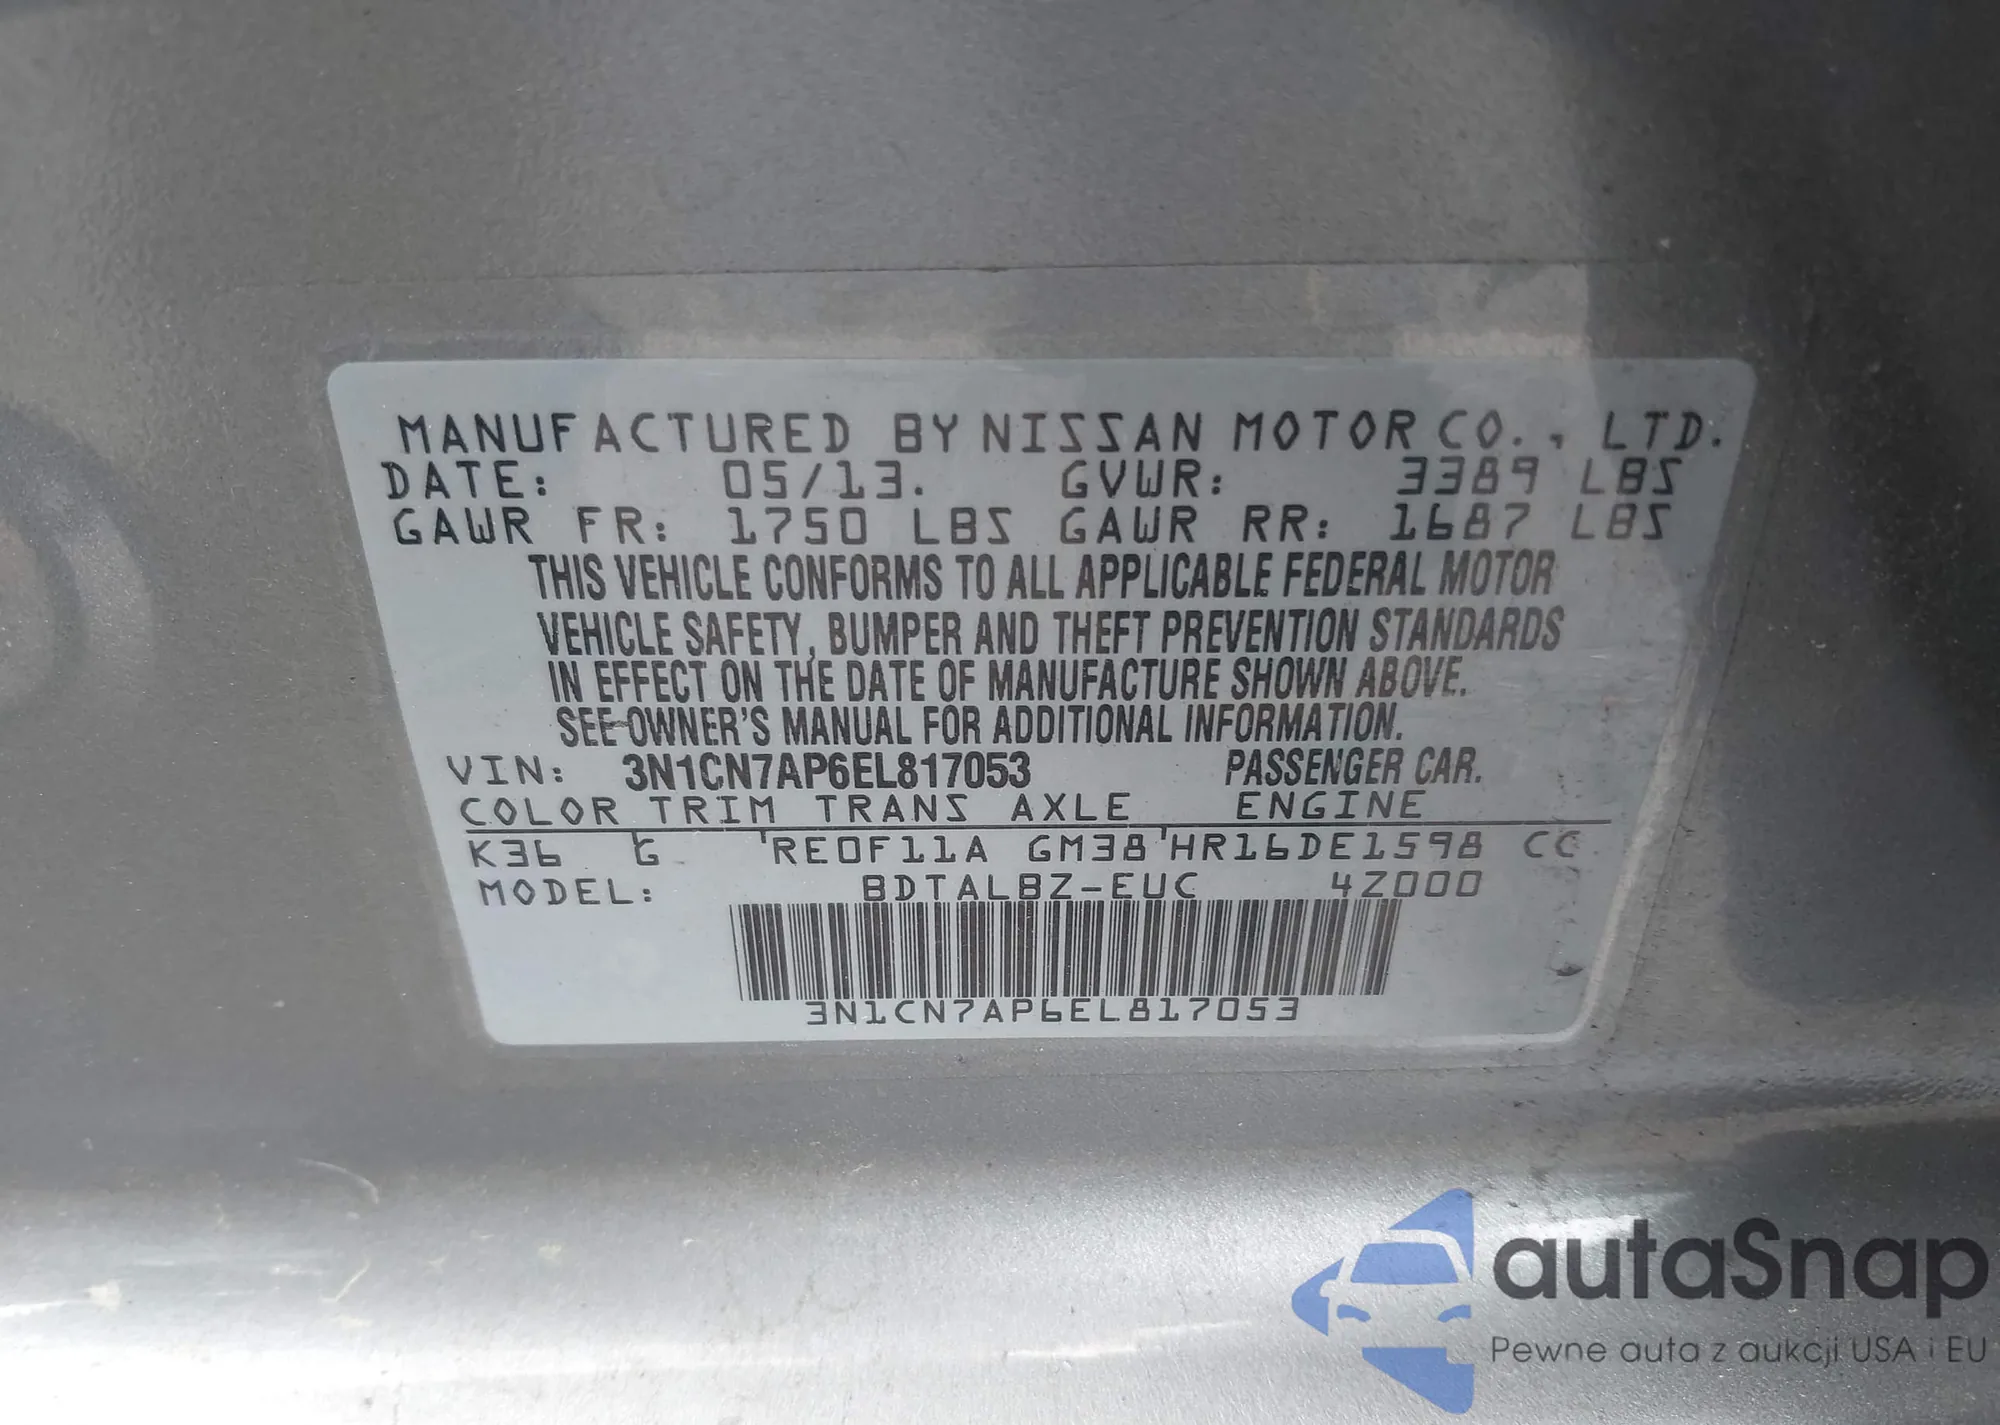 MANUFACTURED BY NISSAN MOTOR CO., LTD.
DATE: 05/13. GVWR: 3389 LBS
GAWR FR: 1750 LBS GAWR RR: 1687 LBS
THIS VEHICLE CONFORMS TO ALL APPLICABLE FEDERAL MOTOR
VEHICLE SAFETY, BUMPER AND THEFT PREVENTION STANDARDS
IN EFFECT ON THE DATE OF MANUFACTURE SHOWN ABOVE.
SEE OWNER'S MANUAL FOR ADDITIONAL INFORMATION.
VIN: 3N1CN7AP6EL817053 PASSENGER CAR.
COLOR TRIM TRANS AXLE ENGINE
K36 G RE0F11A GM38 HR16DE1598 CC
MODEL: BDTALBZ-EUC 4Z000
3N1CN7AP6EL817053
autaSnap
Pewne auta z aukcji USA i EU